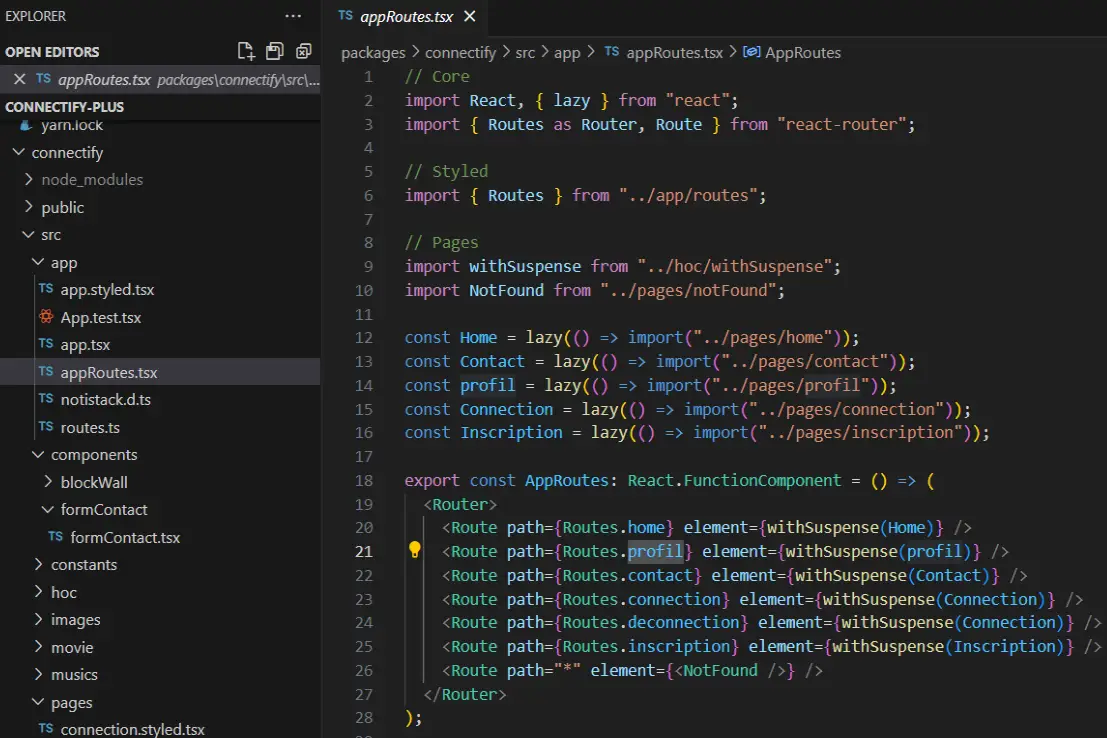 EXPLORER ...
OPEN EDITORS
TS appRoutes.tsx packages\connectify\src\...
CONNECTIFY-PLUS
yarn.lock
connectify
node_modules
public
src
app
TS app.styled.tsx
App.test.tsx
TS app.tsx
TS appRoutes.tsx
TS notistack.d.ts
TS routes.ts
components
blockWall
formContact
TS formContact.tsx
constants
hoc
images
movie
musics
pages
TS connection.styled.tsx
TS appRoutes.tsx
packages > connectify > src > app > TS appRoutes.tsx > AppRoutes
1 // Core
2 import React, { lazy } from "react";
3 import { Routes as Router, Route } from "react-router";
4
5 // Styled
6 import { Routes } from "../app/routes";
7
8 // Pages
9 import withSuspense from "../hoc/withSuspense";
10 import NotFound from "../pages/notFound";
11
12 const Home = lazy(() => import("../pages/home"));
13 const Contact = lazy(() => import("../pages/contact"));
14 const profil = lazy(() => import("../pages/profil"));
15 const Connection = lazy(() => import("../pages/connection"));
16 const Inscription = lazy(() => import("../pages/inscription"));
17
18 export const AppRoutes: React.FunctionComponent = () => (
19 <Router>
20 <Route path={Routes.home} element={withSuspense(Home)} />
21 <Route path={Routes.profil} element={withSuspense(profil)} />
22 <Route path={Routes.contact} element={withSuspense(Contact)} />
23 <Route path={Routes.connection} element={withSuspense(Connection)} />
24 <Route path={Routes.deconnection} element={withSuspense(Connection)} />
25 <Route path={Routes.inscription} element={withSuspense(Inscription)} />
26 <Route path="*" element={<NotFound />} />
27 </Router>
28 );